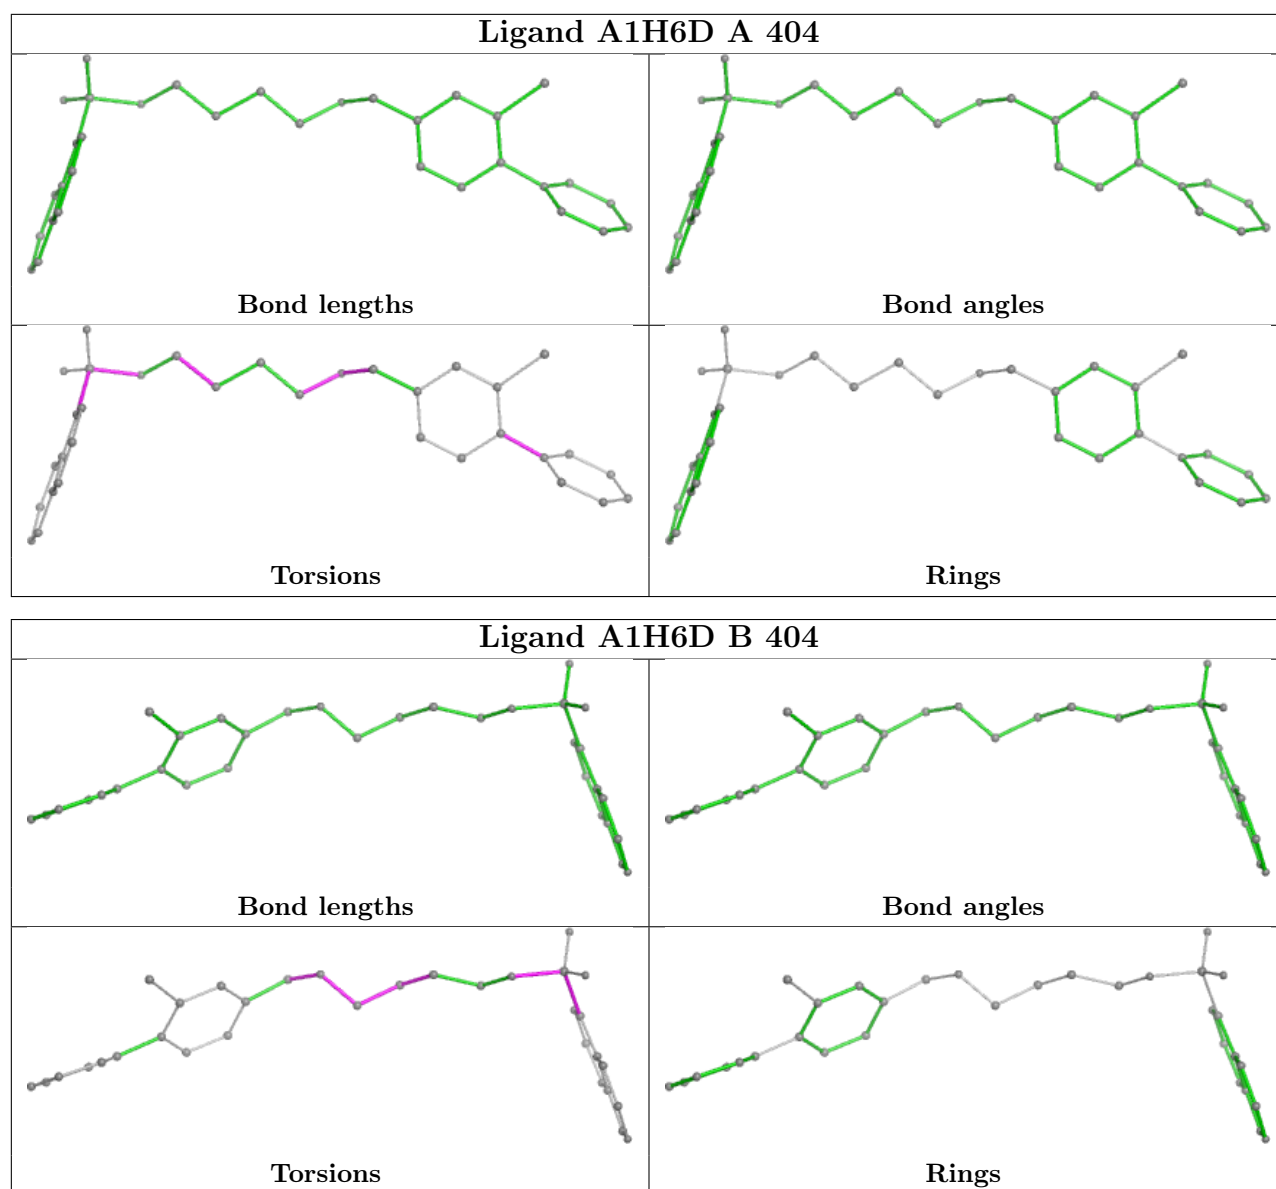 Ligand A1H6D A 404
Bond lengths
Bond angles
Torsions
Rings
Ligand A1H6D B 404
Bond lengths
Bond angles
Torsions
Rings